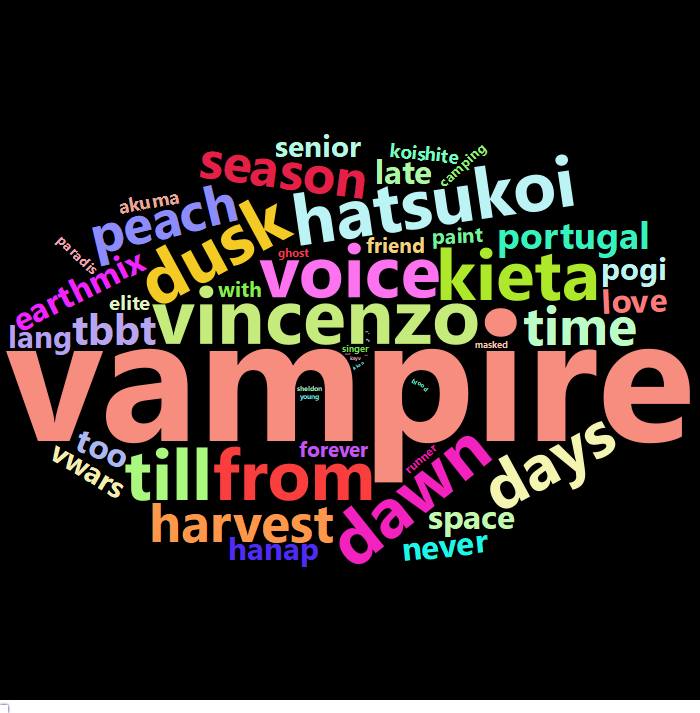 senior
koishite
camping
season
late
akuma
peach
hatsukoi
dusk
paradis
ghost
friend
paint
portugal
earthmix
voice
kieta
pogi
elite
with
love
lang
tbbt
vincenzo
time
singer
masked
vampire
sheldon
young
brood
too
vwars
till
from
forever
runner
days
harvest
dawn
space
hanap
never